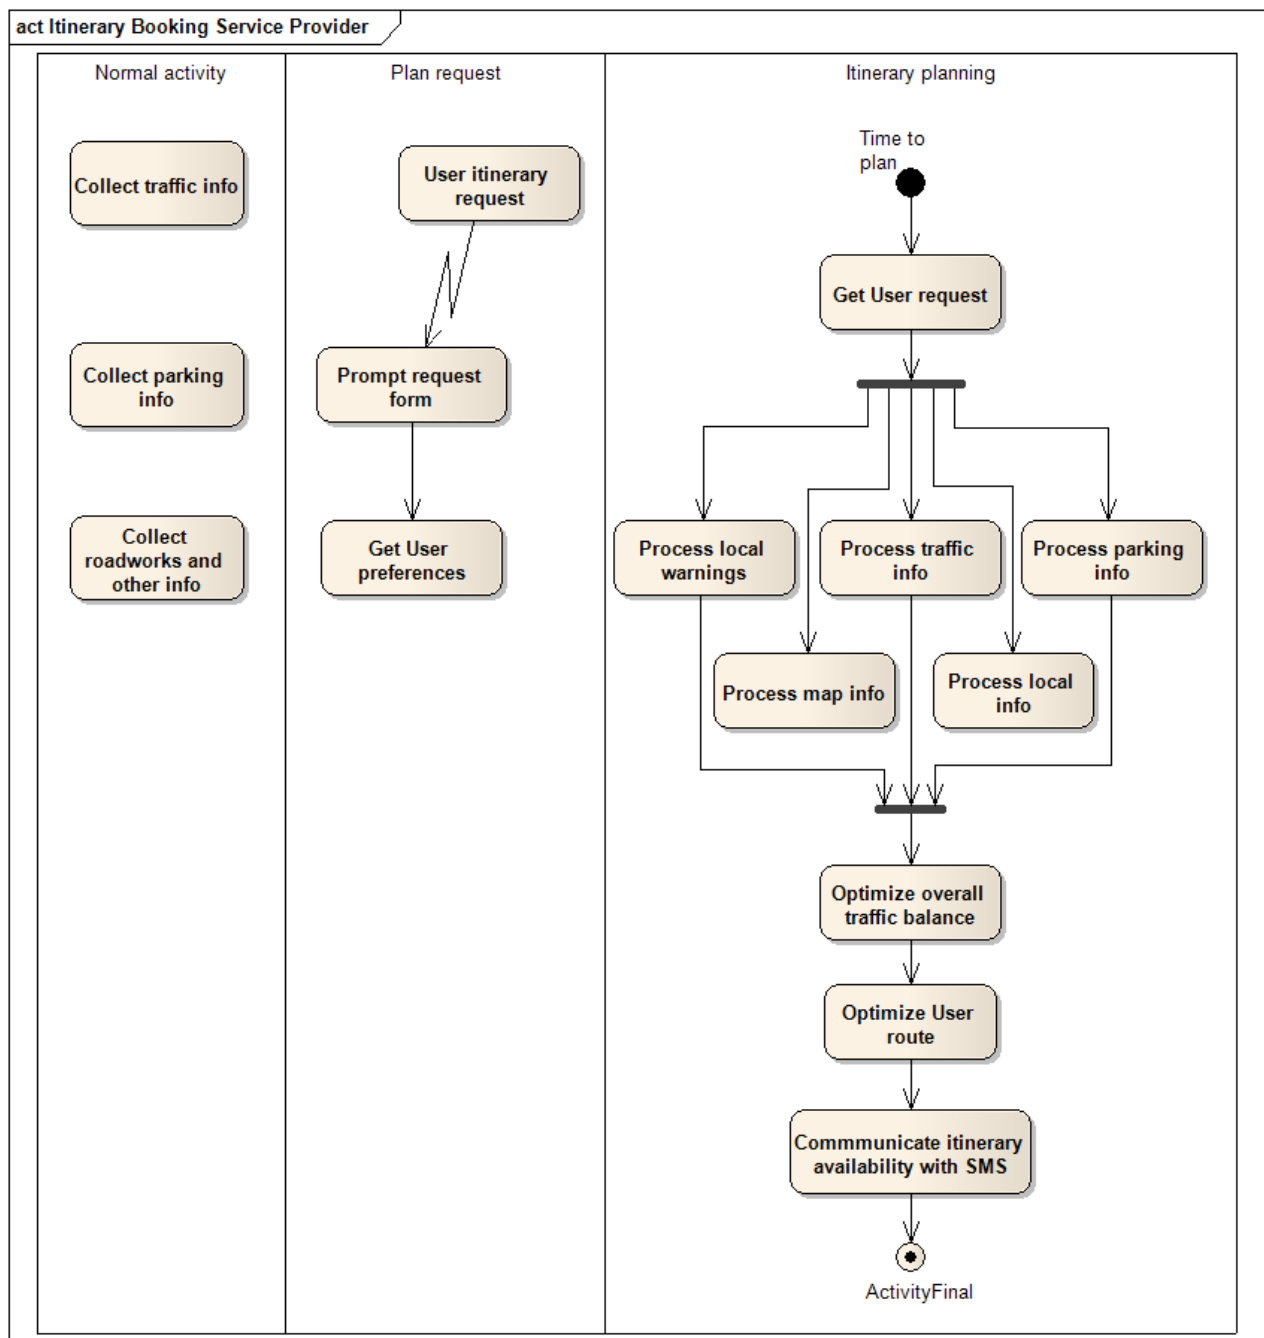 act Itinerary Booking Service Provider
Normal activity
Plan request
Itinerary planning
Collect traffic info
Collect parking
info
Collect
roadworks and
other info
User itinerary
request
Prompt request
form
Get User
preferences
Time to
plan
Get User request
Process local
warnings
Process traffic
info
Process parking
info
Process map info
Process local
info
Optimize overall
traffic balance
Optimize User
route
Commmunicate itinerary
availability with SMS
ActivityFinal